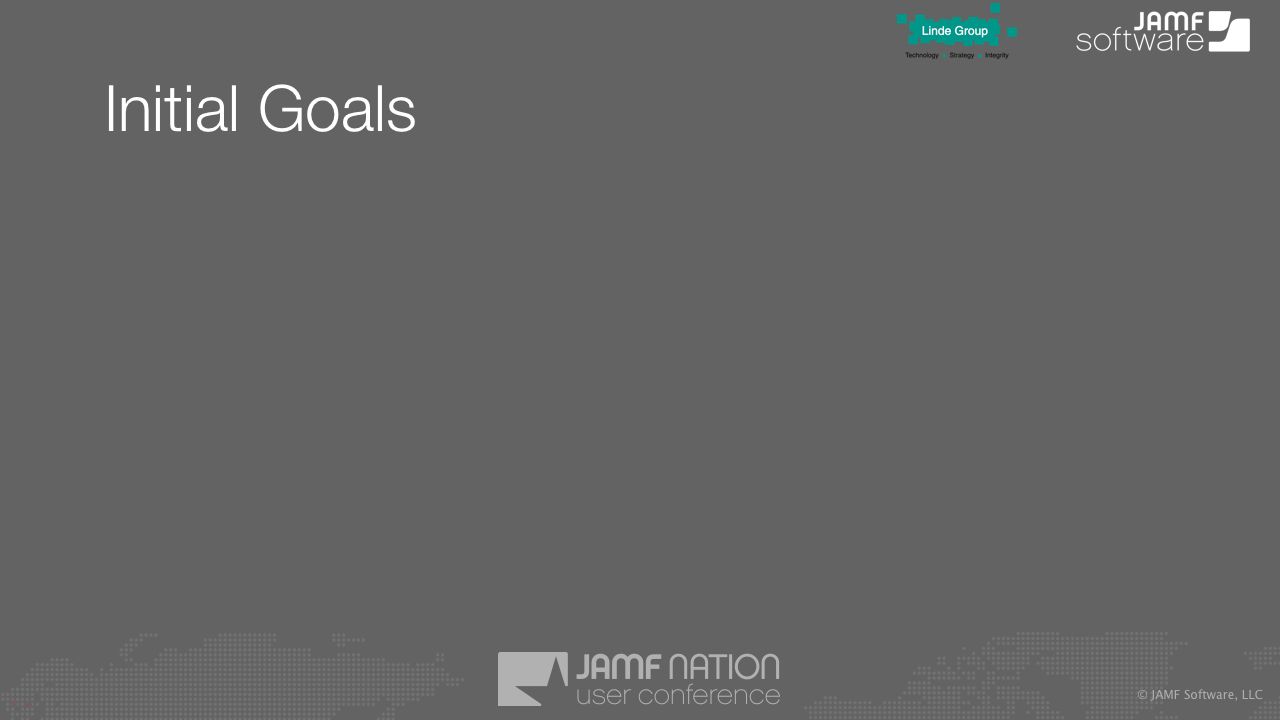 Linde Group
Technology Strategy Integrity
JAMF
software
Initial Goals
JAMF NATION
user conference
© JAMF Software, LLC